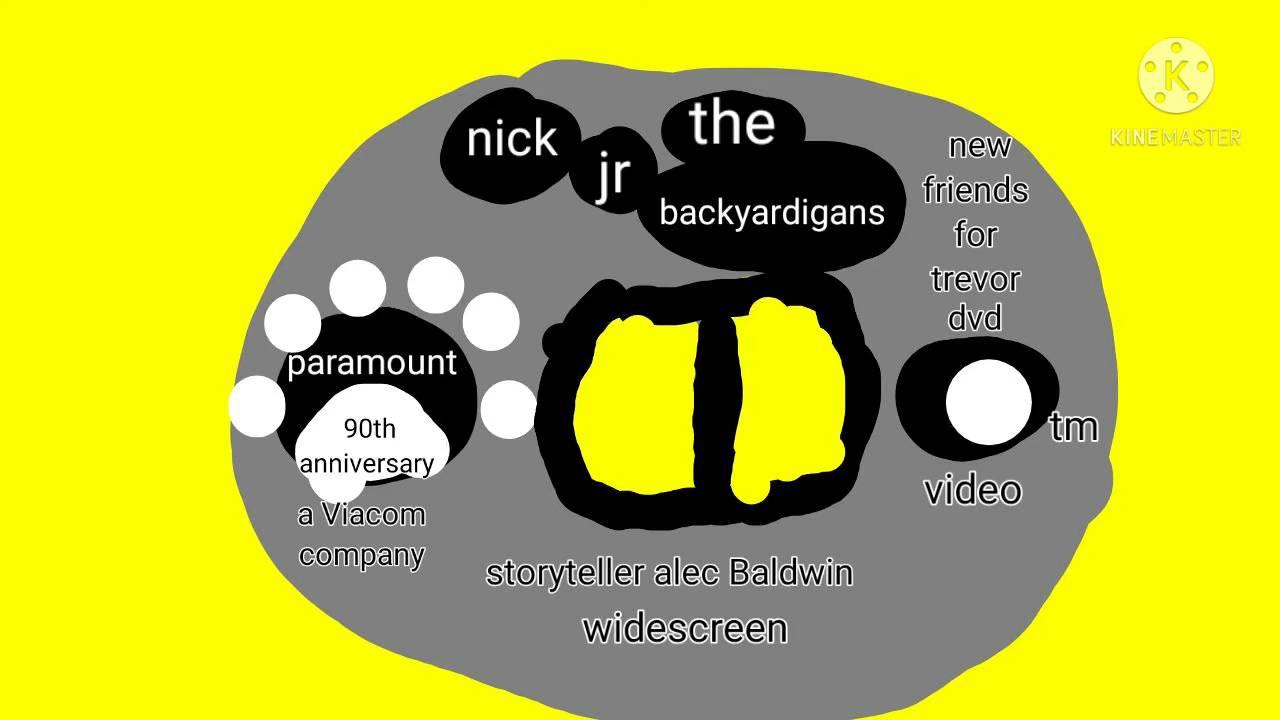 nick
jr
the
backyardigans
new
friends
for
trevor
dvd
paramount
90th
anniversary
a Viacom
company
tm
video
storyteller alec Baldwin
widescreen
K
KINEMASTER